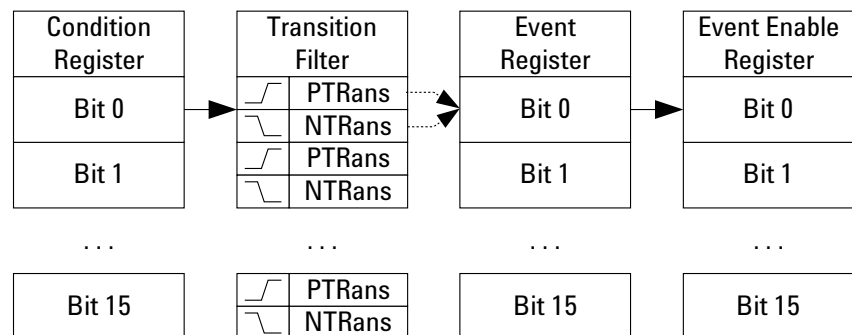 Condition Register
Transition Filter
Event Register
Event Enable Register
Bit 0
PTRans
NTRans
Bit 0
Bit 0
Bit 1
PTRans
NTRans
Bit 1
Bit 1
. . .
. . .
. . .
. . .
Bit 15
PTRans
NTRans
Bit 15
Bit 15